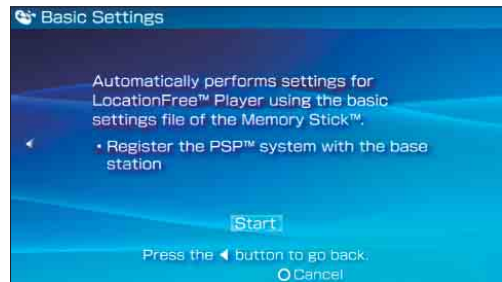 Basic Settings
Automatically performs settings for
LocationFree™ Player using the basic
settings file of the Memory Stick™.
• Register the PSP™ system with the base
station
Start
Press the ◀ button to go back.
O Cancel